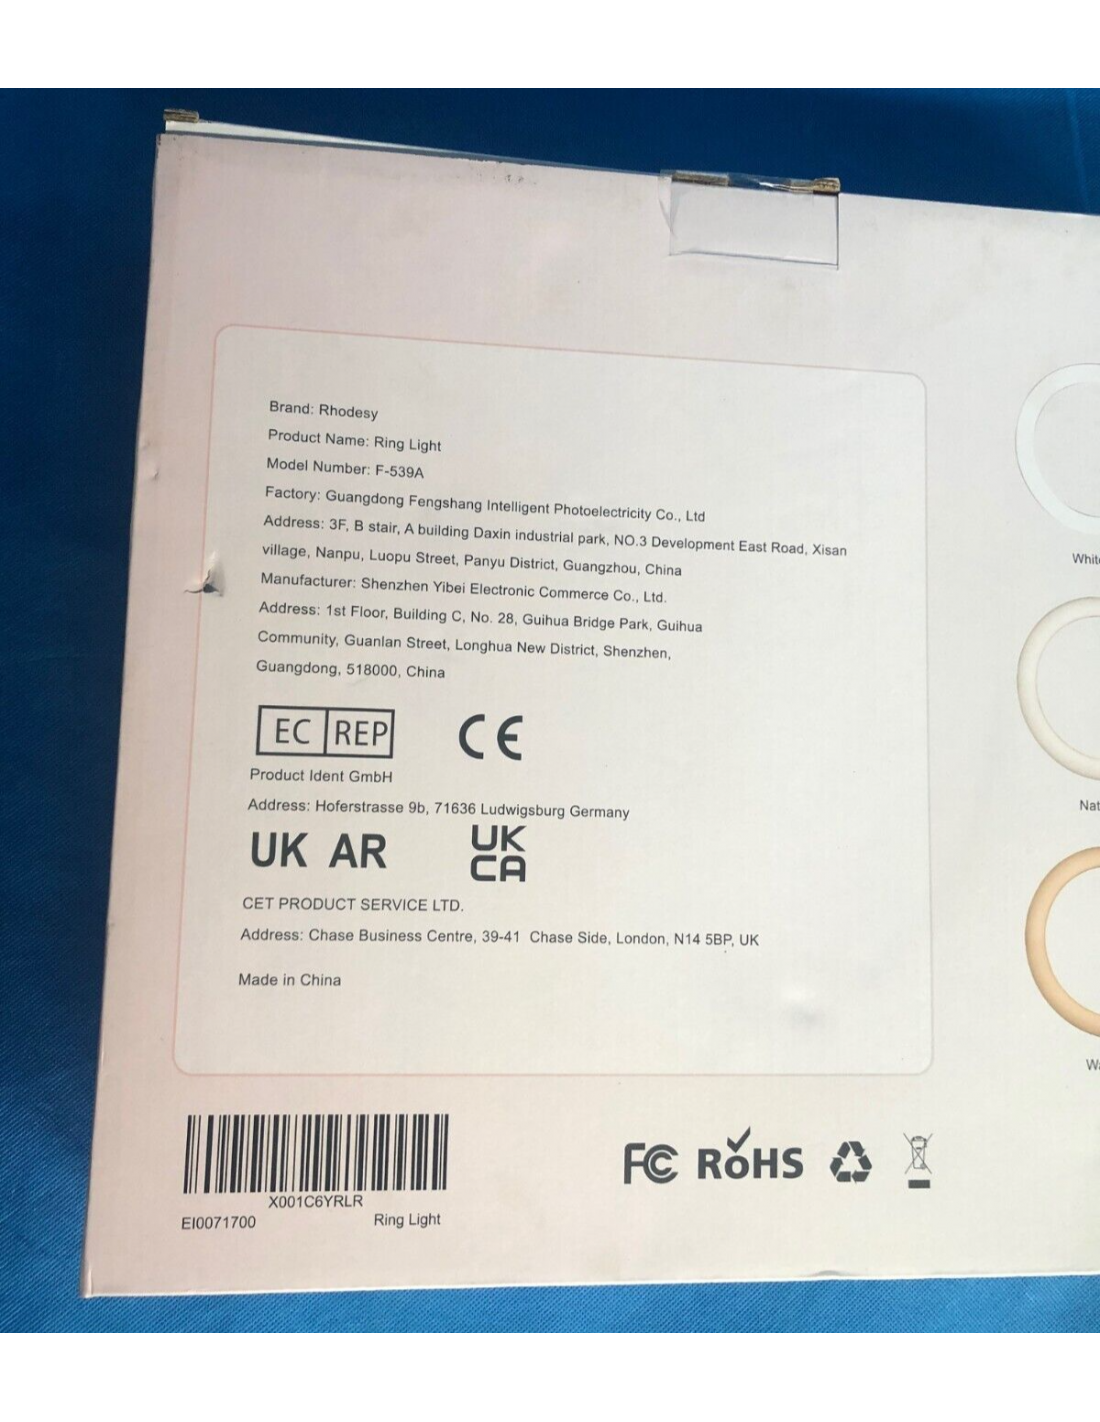 Brand: Rhodesy
Product Name: Ring Light
Model Number: F-539A
Factory: Guangdong Fengshang Intelligent Photoelectricity Co., Ltd
Address: 3F, B stair, A building Daxin industrial park, NO.3 Development East Road, Xisan
village, Nanpu, Luopu Street, Panyu District, Guangzhou, China
Manufacturer: Shenzhen Yibei Electronic Commerce Co., Ltd.
Address: 1st Floor, Building C, No. 28, Guihua Bridge Park, Guihua
Community, Guanlan Street, Longhua New District, Shenzhen,
Guangdong, 518000, China
EC REP CE
Product Ident GmbH
Address: Hoferstrasse 9b, 71636 Ludwigsburg Germany
UK AR UK
CA
CET PRODUCT SERVICE LTD.
Address: Chase Business Centre, 39-41 Chase Side, London, N14 5BP, UK
Made in China
X001C6YRLR
EI0071700 Ring Light
FC RoHS